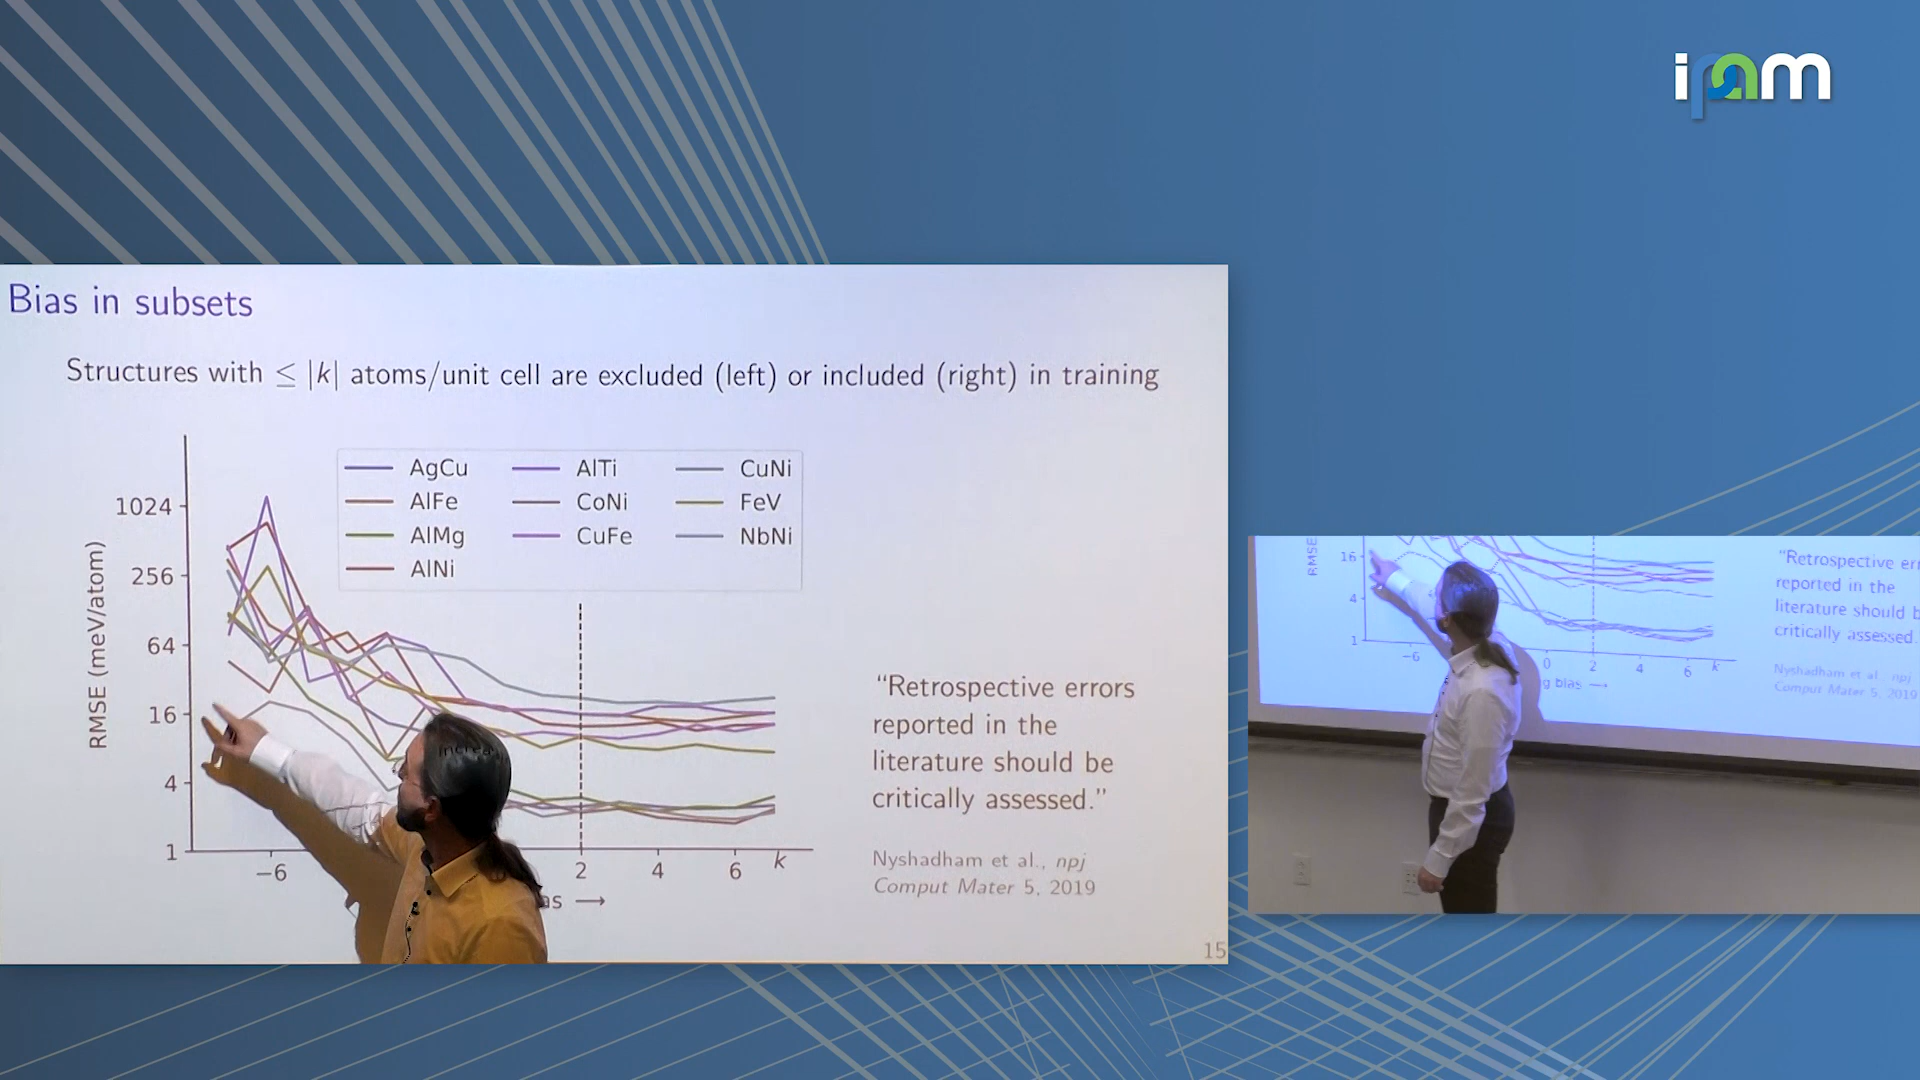 ipam
Bias in subsets
Structures with ≤ |k| atoms/unit cell are excluded (left) or included (right) in training
AgCu AlTi CuNi
AlFe CoNi FeV
AlMg CuFe NbNi
AlNi
1024
256
64
16
4
1
RMSE (meV/atom)
−6 2 4 6 k
increa
as ⟶
"Retrospective errors
reported in the
literature should be
critically assessed."
Nyshadham et al., npj
Comput Mater 5, 2019
15
RMSE
16
4
1
−6 0 2 4 6 k
g bias ⟶
"Retrospective er
reported in the
literature should b
critically assessed.
Nyshadham et al npj
Comput Mater 5, 2019